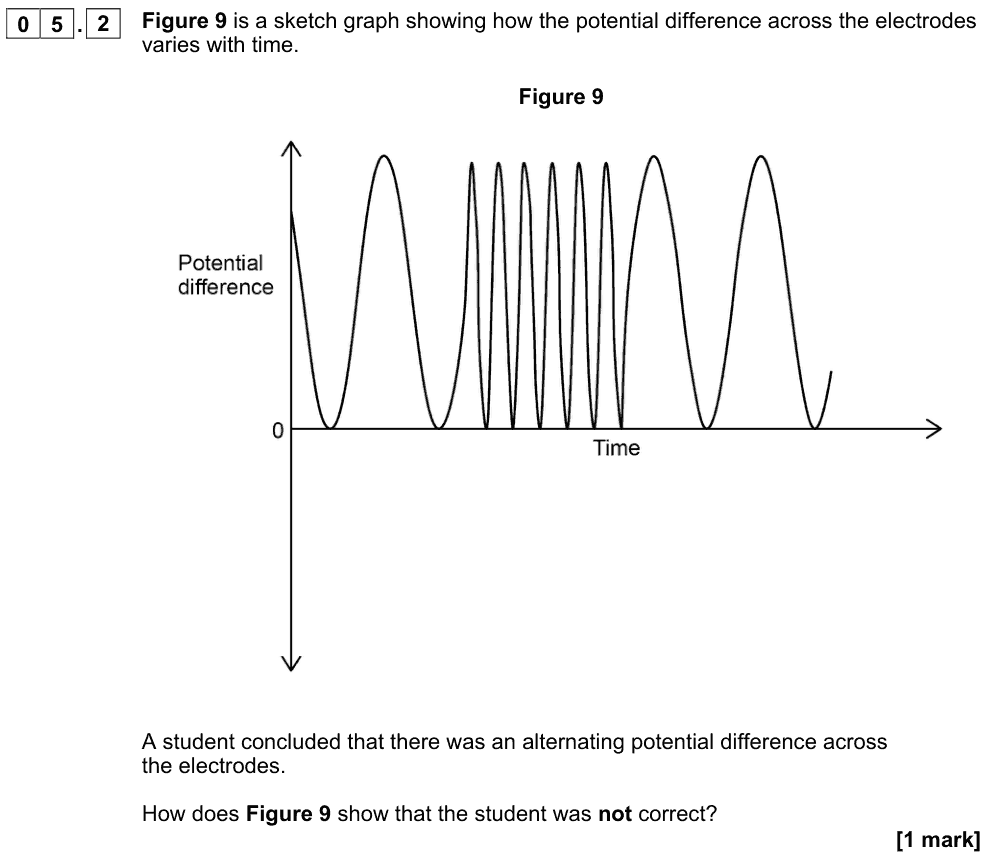 0 5 . 2 Figure 9 is a sketch graph showing how the potential difference across the electrodes
varies with time.
Figure 9
Potential
difference
0
Time
A student concluded that there was an alternating potential difference across
the electrodes.
How does Figure 9 show that the student was not correct?
[1 mark]